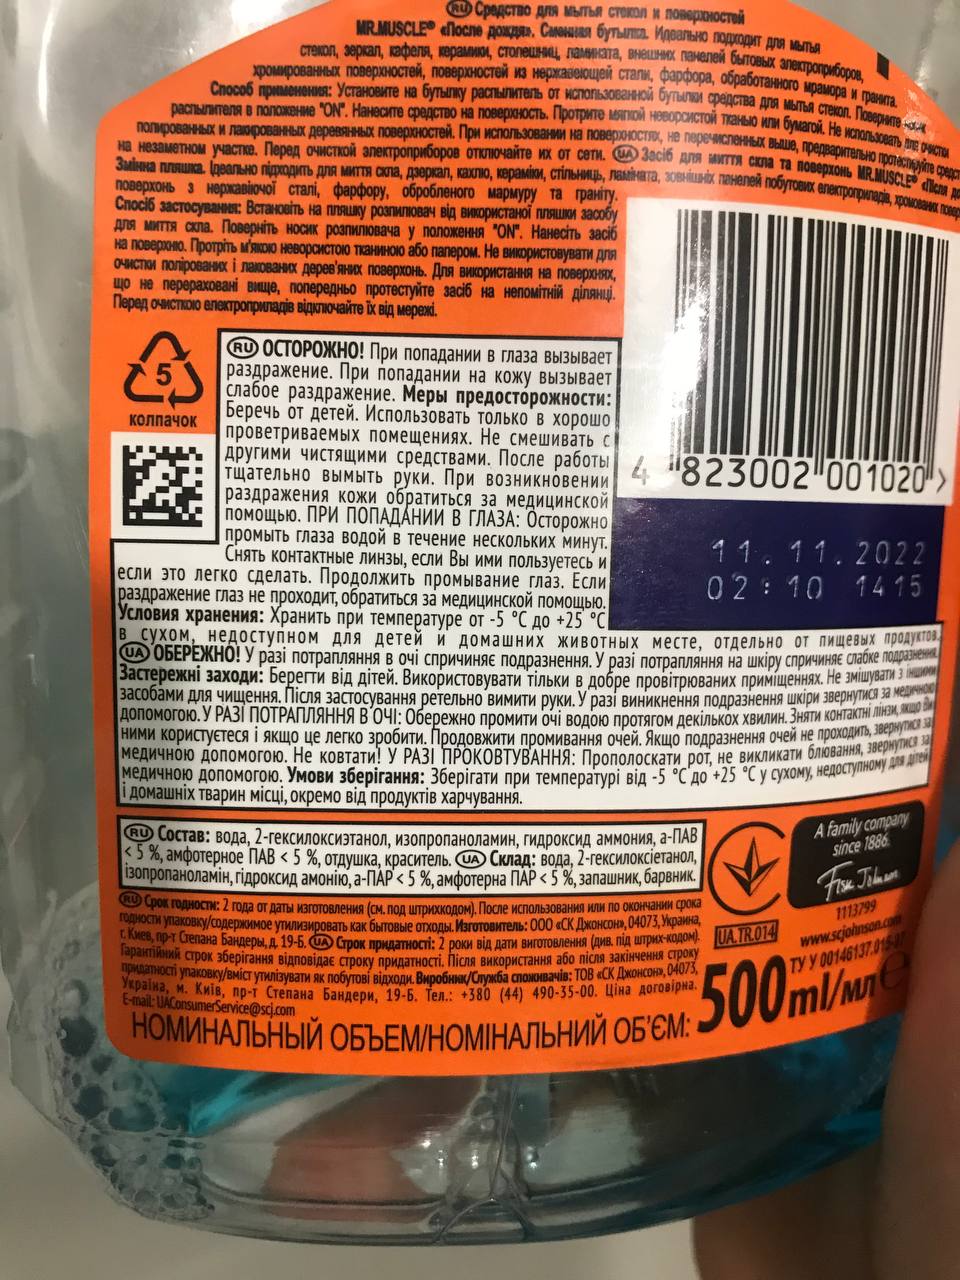 RU Средство для мытья стекол и поверхностей
MR.MUSCLE® «После дождя». Сменная бутылка. Идеально подходит для мытья
стекол, зеркал, кафеля, керамики, столешниц, ламината, внешних панелей бытовых электроприборов,
хромированных поверхностей, поверхностей из нержавеющей стали, фарфора, обработанного мрамора и гранита.
Способ применения: Установите на бутылку распылитель от использованной бутылки средства для мытья стекол. Поверните носик
распылителя в положение "ON". Нанесите средство на поверхность. Протрите мягкой неворсистой тканью или бумагой. Не использовать для очистки
полированных и лакированных деревянных поверхностей. При использовании на поверхностях, не перечисленных выше, предварительно протестируйте средст
на незаметном участке. Перед очисткой электроприборов отключайте их от сети. UA Засіб для миття скла та поверхонь MR.MUSCLE® «Після до
Змінна пляшка. Ідеально підходить для миття скла, дзеркал, кахлю, кераміки, стільниць, ламіната, зовнішніх панелей побутових електроприладів, хромованих повер
поверхонь з нержавіючої сталі, фарфору, обробленого мармуру та граніту.
Спосіб застосування: Встановіть на пляшку розпилювач від використаної пляшки засобу
для миття скла. Поверніть носик розпилювача у положення "ON". Нанесіть засіб
на поверхню. Протріть м'якою неворсистою тканиною або папером. Не використовувати для
очистки полірованих і лакованих дерев'яних поверхонь. Для використання на поверхнях,
що не перераховані вище, попередньо протестуйте засіб на непомітній ділянці.
Перед очисткою електроприладів відключайте їх від мережі.
5
колпачок
RU ОСТОРОЖНО! При попадании в глаза вызывает
раздражение. При попадании на кожу вызывает
слабое раздражение. Меры предосторожности:
Беречь от детей. Использовать только в хорошо
проветриваемых помещениях. Не смешивать с
другими чистящими средствами. После работы
тщательно вымыть руки. При возникновении
раздражения кожи обратиться за медицинской
помощью. ПРИ ПОПАДАНИИ В ГЛАЗА: Осторожно
промыть глаза водой в течение нескольких минут.
Снять контактные линзы, если Вы ими пользуетесь и
если это легко сделать. Продолжить промывание глаз. Если
раздражение глаз не проходит, обратиться за медицинской помощью.
Условия хранения: Хранить при температуре от -5 °C до +25 °C
в сухом, недоступном для детей и домашних животных месте, отдельно от пищевых продуктов.
4 823002 001020 >
11.11.2022
02:10 1415
UA ОБЕРЕЖНО! У разі потрапляння в очі спричиняє подразнення. У разі потрапляння на шкіру спричиняє слабке подразнення.
Застережні заходи: Берегти від дітей. Використовувати тільки в добре провітрюваних приміщеннях. Не змішувати з іншими
засобами для чищення. Після застосування ретельно вимити руки. У разі виникнення подразнення шкіри звернутися за медичною
допомогою. У РАЗІ ПОТРАПЛЯННЯ В ОЧІ: Обережно промити очі водою протягом декількох хвилин. Зняти контактні лінзи, якщо Ви
ними користуєтеся і якщо це легко зробити. Продовжити промивання очей. Якщо подразнення очей не проходить, звернутися за
медичною допомогою. Не ковтати! У РАЗІ ПРОКОВТУВАННЯ: Прополоскати рот, не викликати блювання, звернутися за
медичною допомогою. Умови зберігання: Зберігати при температурі від -5 °C до +25 °C у сухому, недоступному для дітей
і домашніх тварин місці, окремо від продуктів харчування.
RU Состав: вода, 2-гексилоксиэтанол, изопропаноламин, гидроксид аммония, а-ПАВ
< 5 %, амфотерное ПАВ < 5 %, отдушка, краситель. UA Склад: вода, 2-гексилоксіетанол,
ізопропаноламін, гідроксид амонію, а-ПАР < 5 %, амфотерна ПАР < 5 %, запашник, барвник.
A family company
since 1886.
Fisk Johnson
RU Срок годности: 2 года от даты изготовления (см. под штрихкодом). После использования или по окончании срока
годности упаковку/содержимое утилизировать как бытовые отходы. Изготовитель: ООО «СК Джонсон», 04073, Украина,
г. Киев, пр-т Степана Бандеры, д. 19-Б. UA Строк придатності: 2 роки від дати виготовлення (див. під штрих-кодом).
Гарантійний строк зберігання відповідає строку придатності. Після використання або після закінчення строку
придатності упаковку/вміст утилізувати як побутові відходи. Виробник/Служба споживачів: ТОВ «СК Джонсон», 04073,
Україна, м. Київ, пр-т Степана Бандери, 19-Б. Тел.: +380 (44) 490-35-00. Ціна договірна.
E-mail: UAConsumerService@scj.com
UA.TR.014
1113799
www.scjohnson.com
ТУ У 00146137.015-07
НОМИНАЛЬНЫЙ ОБЪЕМ/НОМІНАЛЬНИЙ ОБ'ЄМ: 500 ml/мл e